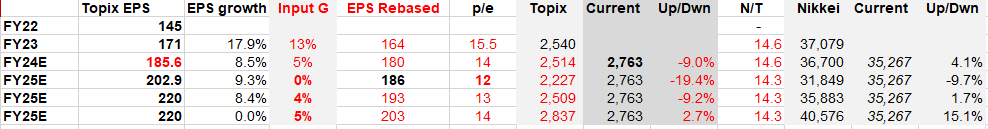 Topix EPS EPS growth Input G EPS Rebased p/e Topix Current Up/Dwn N/T Nikkei Current Up/Dwn
FY22 145 -
FY23 171 17.9% 13% 164 15.5 2,540 14.6 37,079
FY24E 185.6 8.5% 5% 180 14 2,514 2,763 -9.0% 14.6 36,700 35,267 4.1%
FY25E 202.9 9.3% 0% 186 12 2,227 2,763 -19.4% 14.3 31,849 35,267 -9.7%
FY25E 220 8.4% 4% 193 13 2,509 2,763 -9.2% 14.3 35,883 35,267 1.7%
FY25E 220 0.0% 5% 203 14 2,837 2,763 2.7% 14.3 40,576 35,267 15.1%